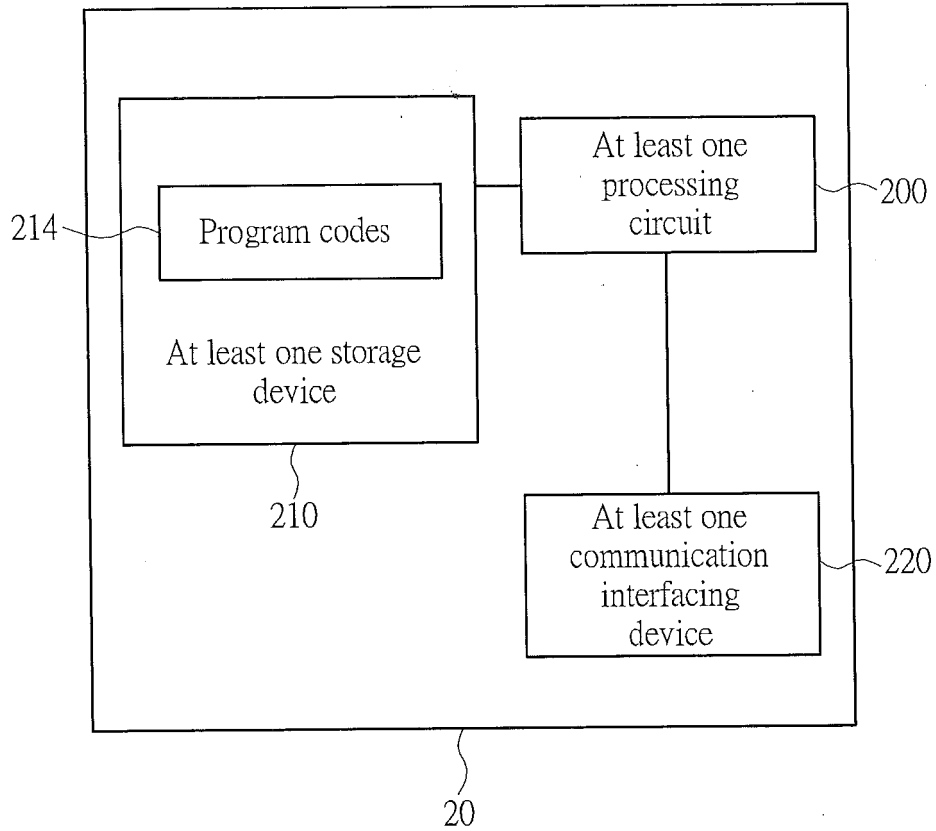 At least one
processing
circuit
200
214
Program codes
At least one storage
device
210
At least one
communication
interfacing
device
220
20